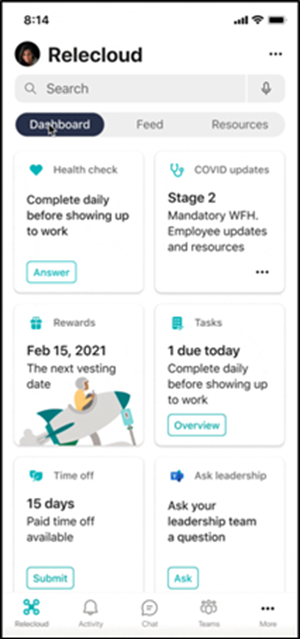 8:14
Relecloud
Search
Dashboard
Feed
Resources
Health check
Complete daily
before showing up
to work
Answer
COVID updates
Stage 2
Mandatory WFH.
Employee updates
and resources
Rewards
Feb 15, 2021
The next vesting
date
Tasks
1 due today
Complete daily
before showing up
to work
Overview
Time off
15 days
Paid time off
available
Submit
Ask leadership
Ask your
leadership team
a question
Ask
Relecloud
Activity
Chat
Teams
More